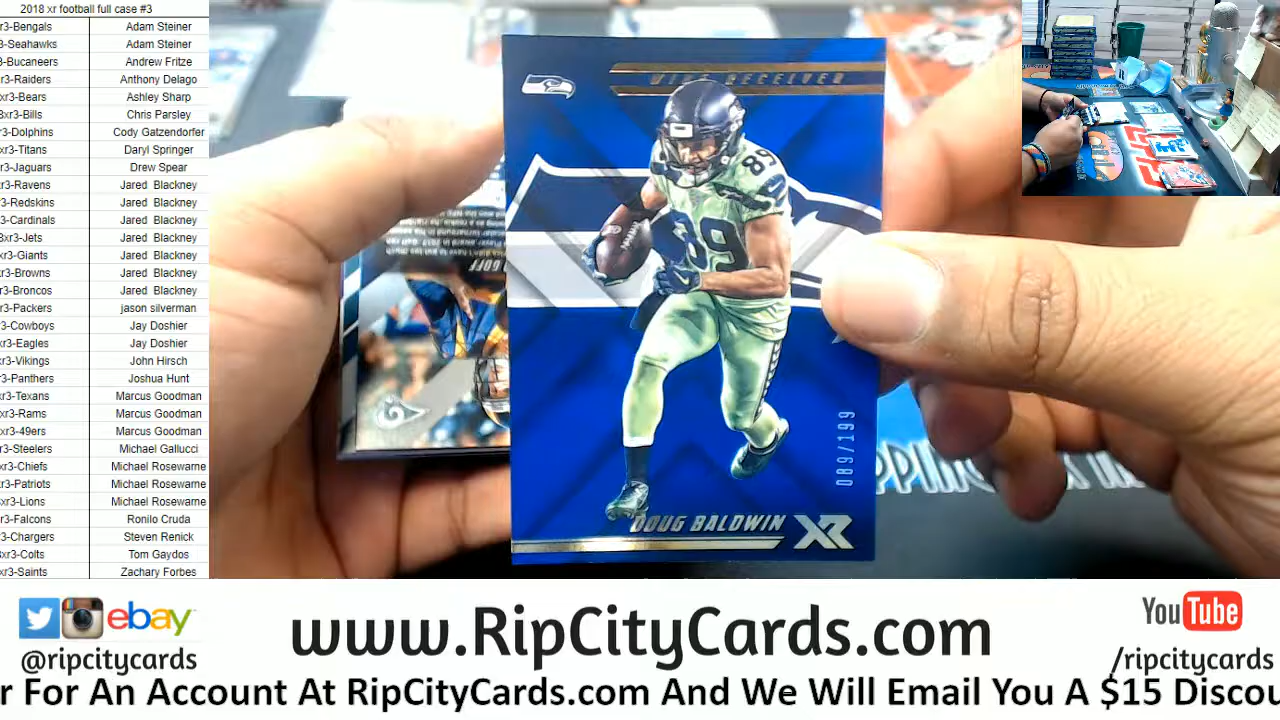 2018 xr football full case #3
r3-Bengals Adam Steiner
3-Seahawks Adam Steiner
3-Bucaneers Andrew Fritze
r3-Raiders Anthony Delago
xr3-Bears Ashley Sharp
3xr3-Bills Chris Parsley
3-Dolphins Cody Gatzendorfer
xr3-Titans Daryl Springer
r3-Jaguars Drew Spear
r3-Ravens Jared Blackney
r3-Redskins Jared Blackney
3-Cardinals Jared Blackney
3xr3-Jets Jared Blackney
xr3-Giants Jared Blackney
r3-Browns Jared Blackney
r3-Broncos Jared Blackney
r3-Packers jason silverman
3-Cowboys Jay Doshier
r3-Eagles Jay Doshier
r3-Vikings John Hirsch
r3-Panthers Joshua Hunt
r3-Texans Marcus Goodman
xr3-Rams Marcus Goodman
xr3-49ers Marcus Goodman
r3-Steelers Michael Gallucci
xr3-Chiefs Michael Rosewarne
r3-Patriots Michael Rosewarne
xr3-Lions Michael Rosewarne
r3-Falcons Ronilo Cruda
r3-Chargers Steven Renick
3xr3-Colts Tom Gaydos
xr3-Saints Zachary Forbes
WIDE RECEIVER
89
89
089/199
DOUG BALDWIN XR
GOFF
ebay
@ripcitycards
www.RipCityCards.com
YouTube
/ripcitycards
r For An Account At RipCityCards.com And We Will Email You A $15 Discou